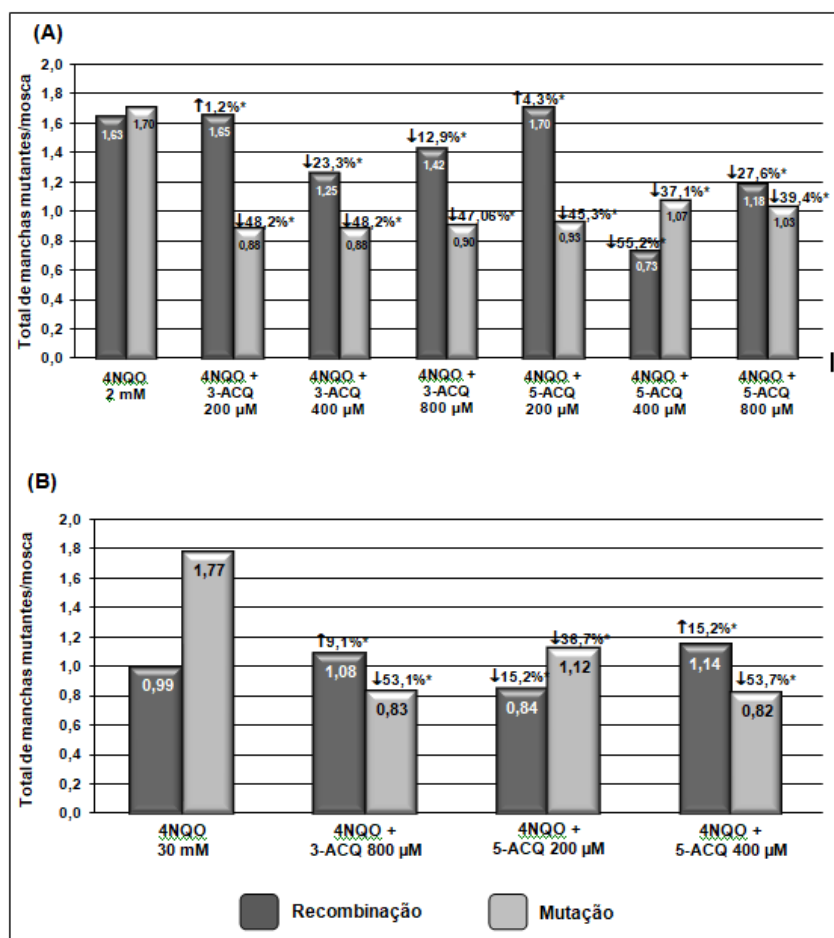 (A)
Total de manchas mutantes/mosca
2,0
1,8
1,6
1,4
1,2
1,0
0,8
0,6
0,4
0,2
0,0
1,63
1,70
↑1,2%*
1,65
↓48,2%*
0,88
↓23,3%*
1,25
↓48,2%*
0,88
↓12,9%*
1,42
↓47,06%*
0,90
↑4,3%*
1,70
↓45,3%*
0,93
↓55,2%*
0,73
↓37,1%*
1,07
↓27,6%*
1,18
↓39,4%*
1,03
4NQO
2 mM
4NQO +
3-ACQ
200 µM
4NQO +
3-ACQ
400 µM
4NQO +
3-ACQ
800 µM
4NQO +
5-ACQ
200 µM
4NQO +
5-ACQ
400 µM
4NQO +
5-ACQ
800 µM
(B)
Total de manchas mutantes/mosca
2,0
1,8
1,6
1,4
1,2
1,0
0,8
0,6
0,4
0,2
0,0
0,99
1,77
↑9,1%*
1,08
↓53,1%*
0,83
↓15,2%*
0,84
↓36,7%*
1,12
↑15,2%*
1,14
↓53,7%*
0,82
4NQO
30 mM
4NQO +
3-ACQ 800 µM
4NQO +
5-ACQ 200 µM
4NQO +
5-ACQ 400 µM
Recombinação
Mutação